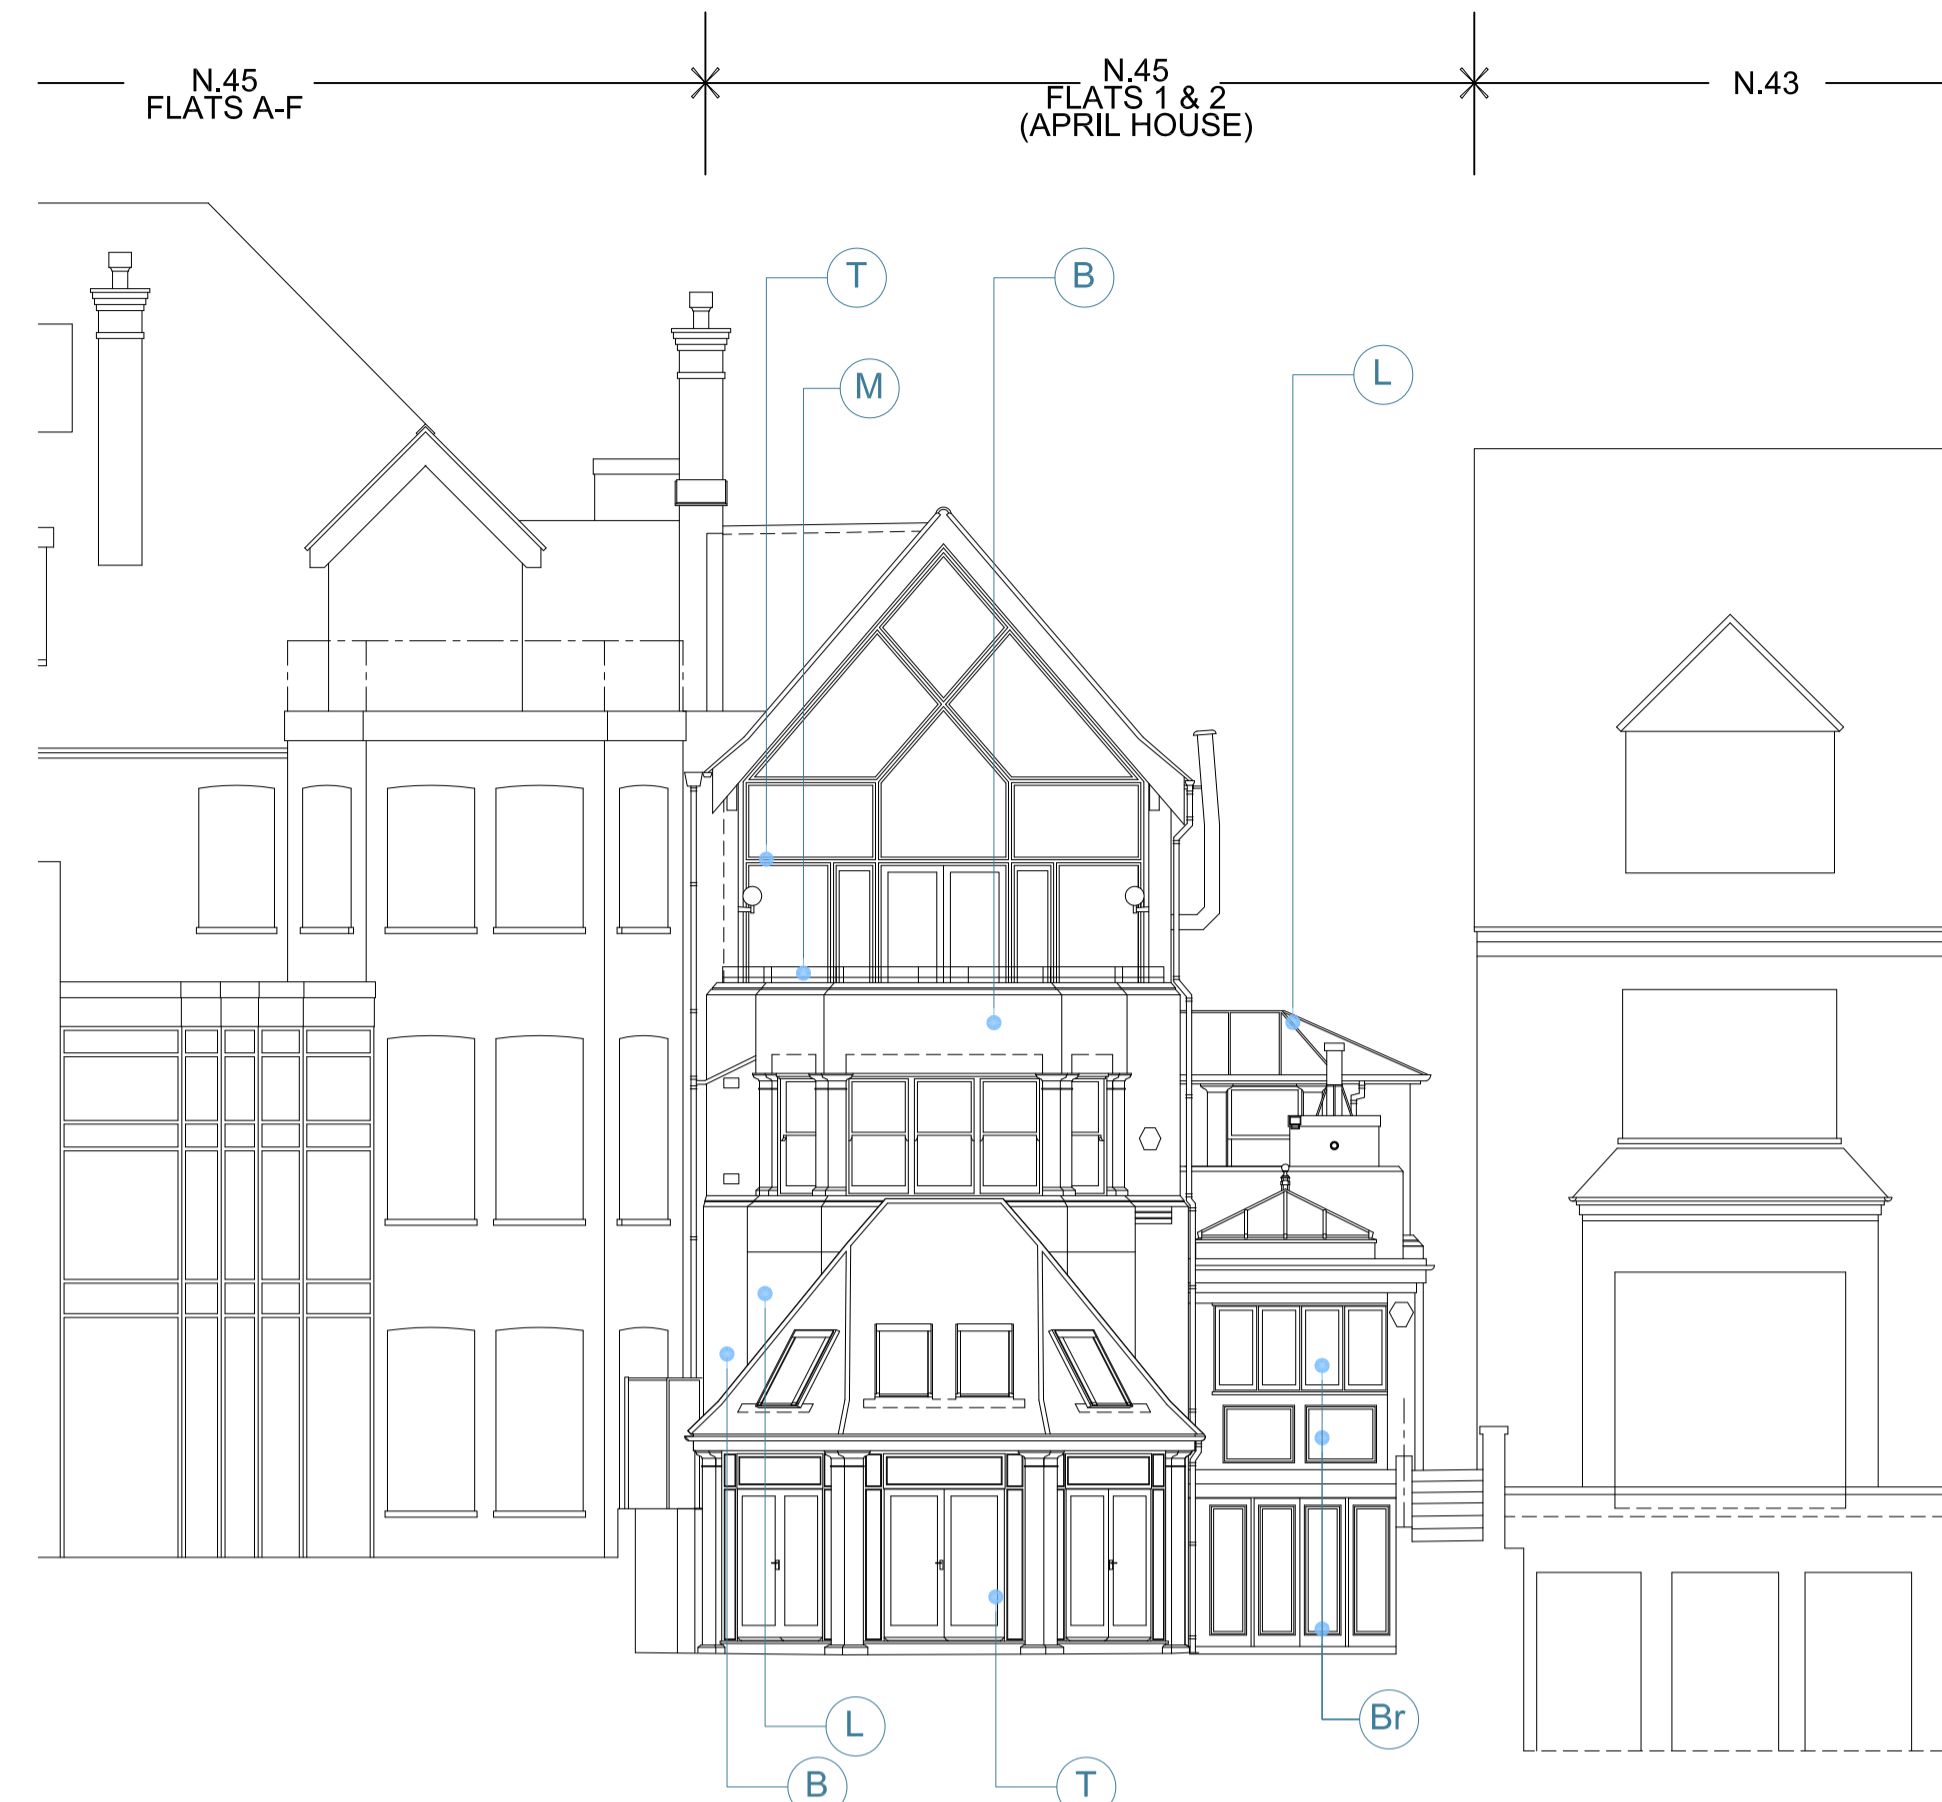 N.45
FLATS A-F
N.45
FLATS 1 & 2
(APRIL HOUSE)
N.43
T
B
M
L
L
Br
B
T